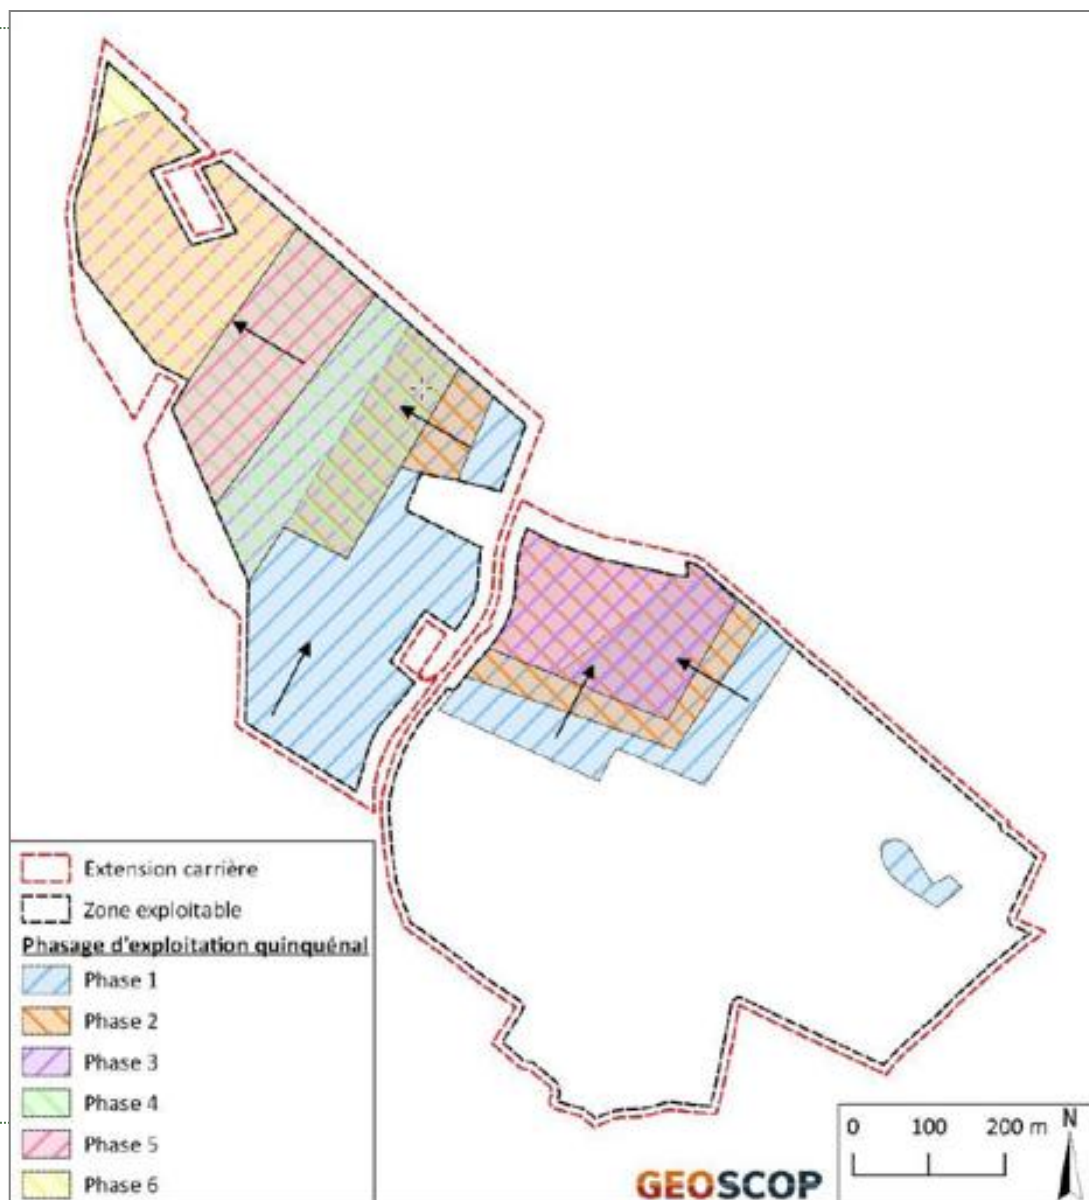 Extension carrière
Zone exploitable
Phasage d'exploitation quinquénal
Phase 1
Phase 2
Phase 3
Phase 4
Phase 5
Phase 6
0 100 200 m N
GEOSCOP